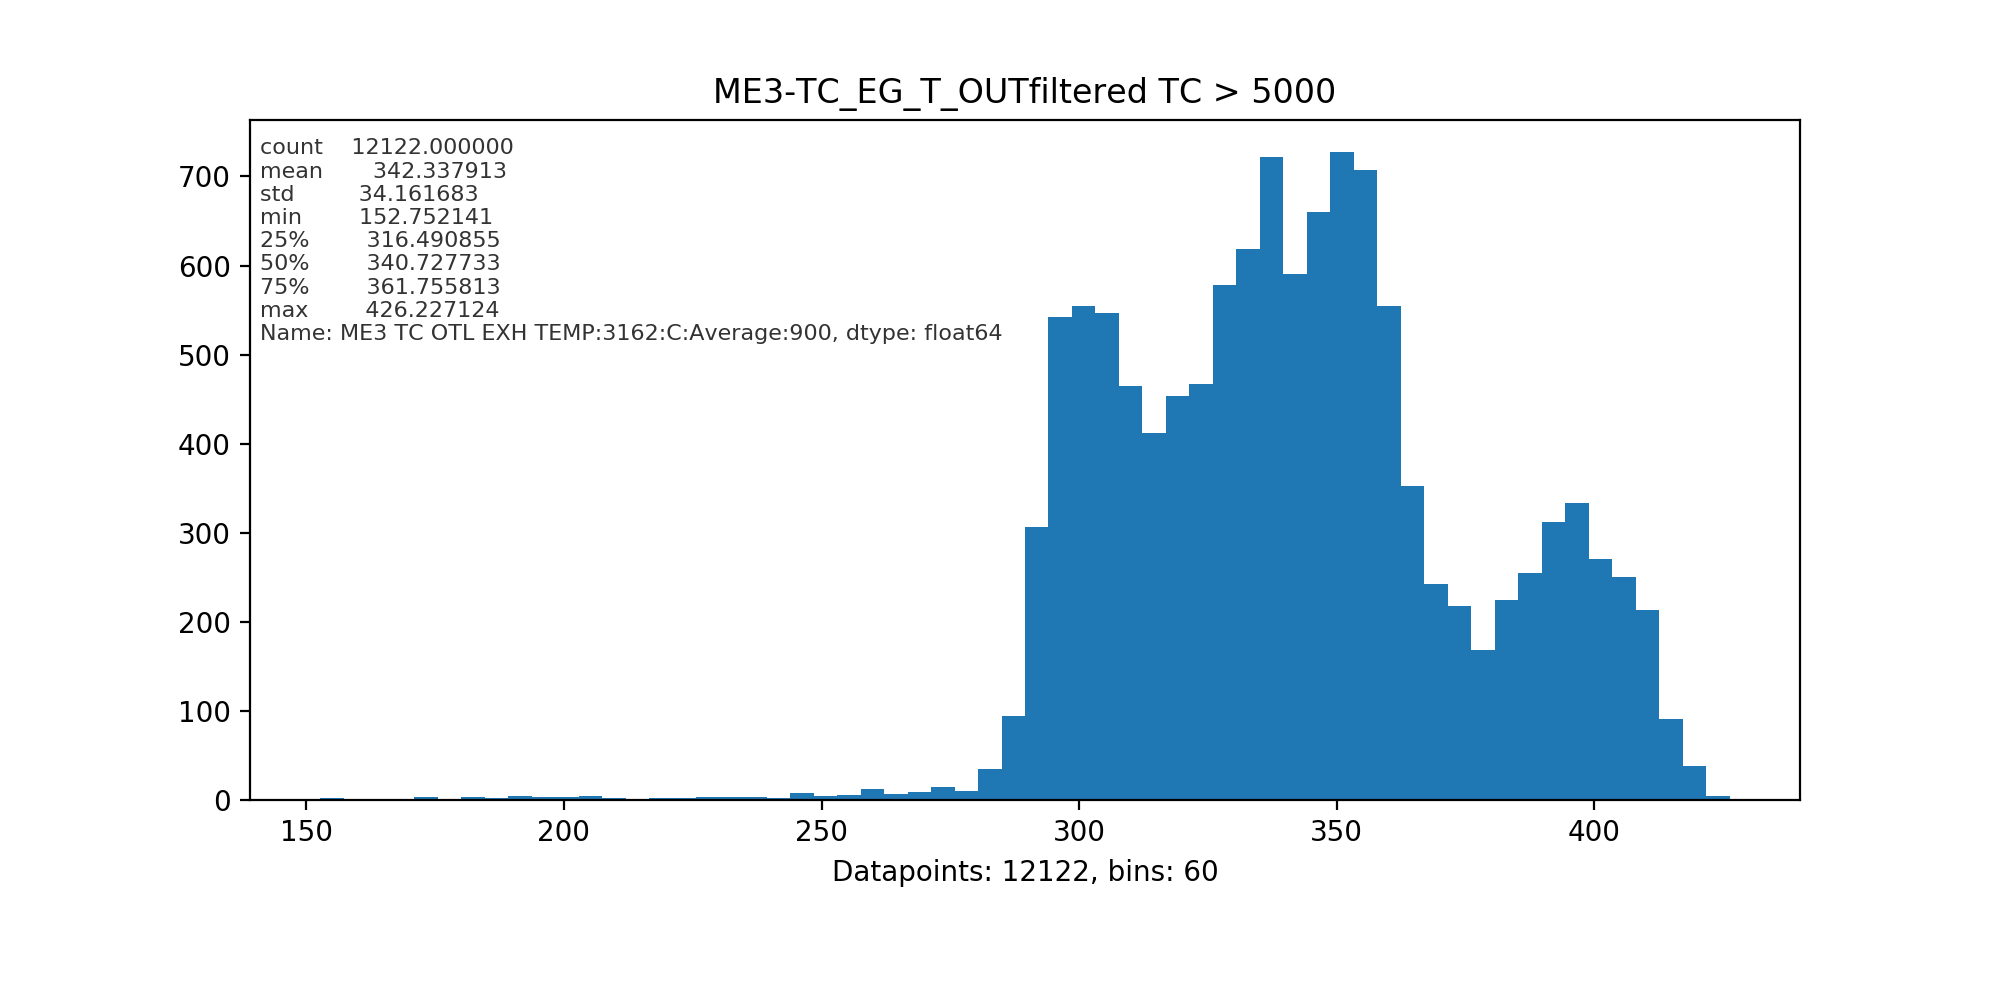 ME3-TC_EG_T_OUTfiltered TC > 5000
count 12122.000000
mean 342.337913
std 34.161683
min 152.752141
25% 316.490855
50% 340.727733
75% 361.755813
max 426.227124
Name: ME3 TC OTL EXH TEMP:3162:C:Average:900, dtype: float64
700
600
500
400
300
200
100
0
150 200 250 300 350 400
Datapoints: 12122, bins: 60